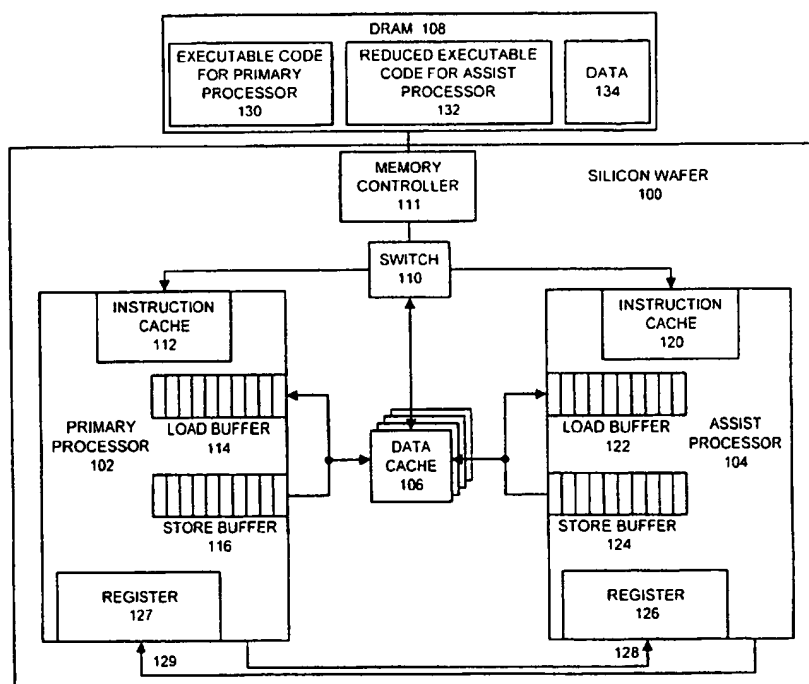 DRAM 108
EXECUTABLE CODE
FOR PRIMARY
PROCESSOR
130
REDUCED EXECUTABLE
CODE FOR ASSIST
PROCESSOR
132
DATA
134
MEMORY
CONTROLLER
111
SILICON WAFER
100
SWITCH
110
INSTRUCTION
CACHE
112
INSTRUCTION
CACHE
120
PRIMARY
PROCESSOR
102
LOAD BUFFER
114
STORE BUFFER
116
DATA
CACHE
106
LOAD BUFFER
122
STORE BUFFER
124
ASSIST
PROCESSOR
104
REGISTER
127
REGISTER
126
129
128